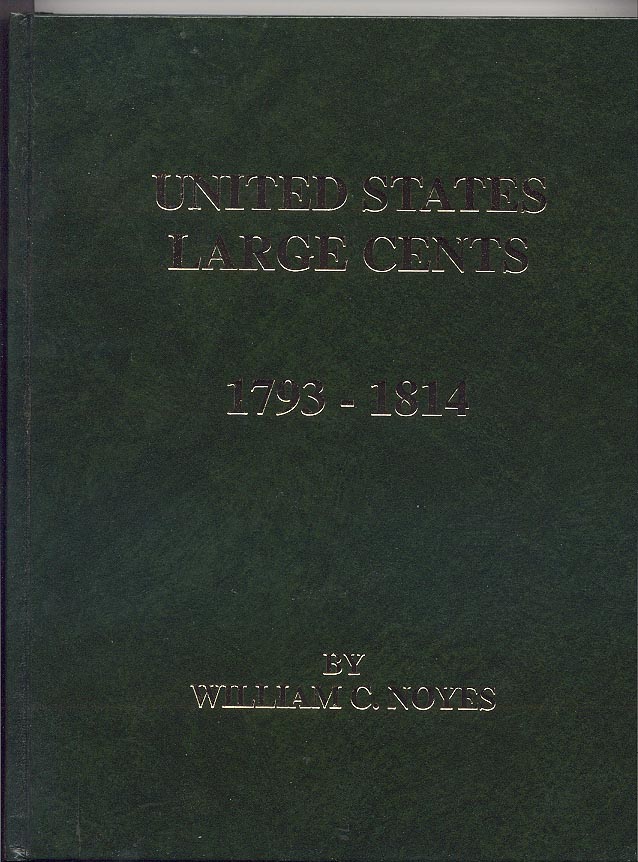 UNITED STATES
LARGE CENTS
1793 - 1814
BY
WILLIAM C. NOYES